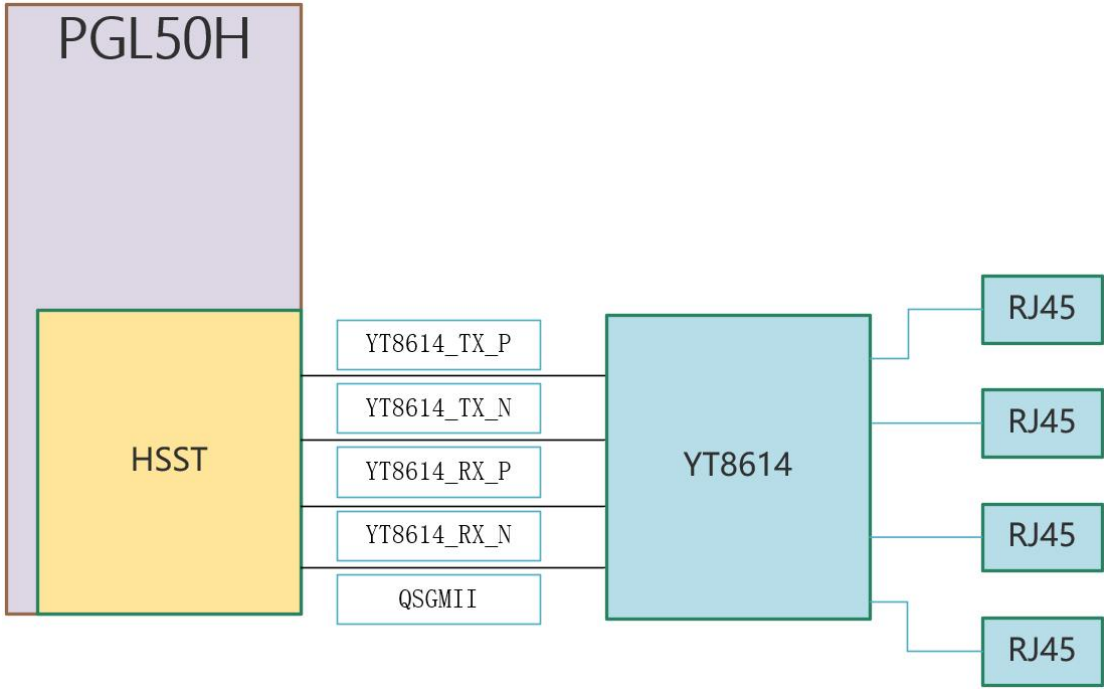 PGL50H
HSST
YT8614_TX_P
YT8614_TX_N
YT8614_RX_P
YT8614_RX_N
QSGMII
YT8614
RJ45
RJ45
RJ45
RJ45